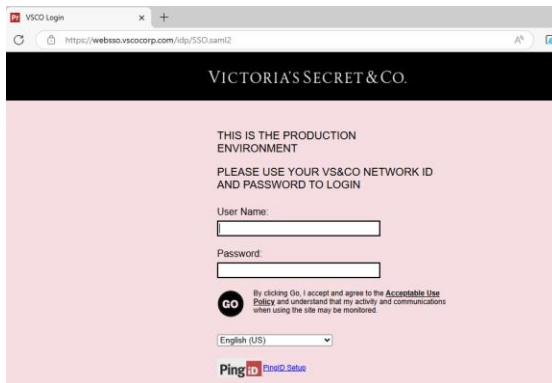 Pr VSCO Login
https://websso.vscocorp.com/idp/SSO.saml2
VICTORIA'S SECRET & CO.
THIS IS THE PRODUCTION
ENVIRONMENT
PLEASE USE YOUR VS&CO NETWORK ID
AND PASSWORD TO LOGIN
User Name:
Password:
GO
By clicking Go, I accept and agree to the Acceptable Use
Policy and understand that my activity and communications
when using the site may be monitored.
English (US)
Ping ID PingID Setup